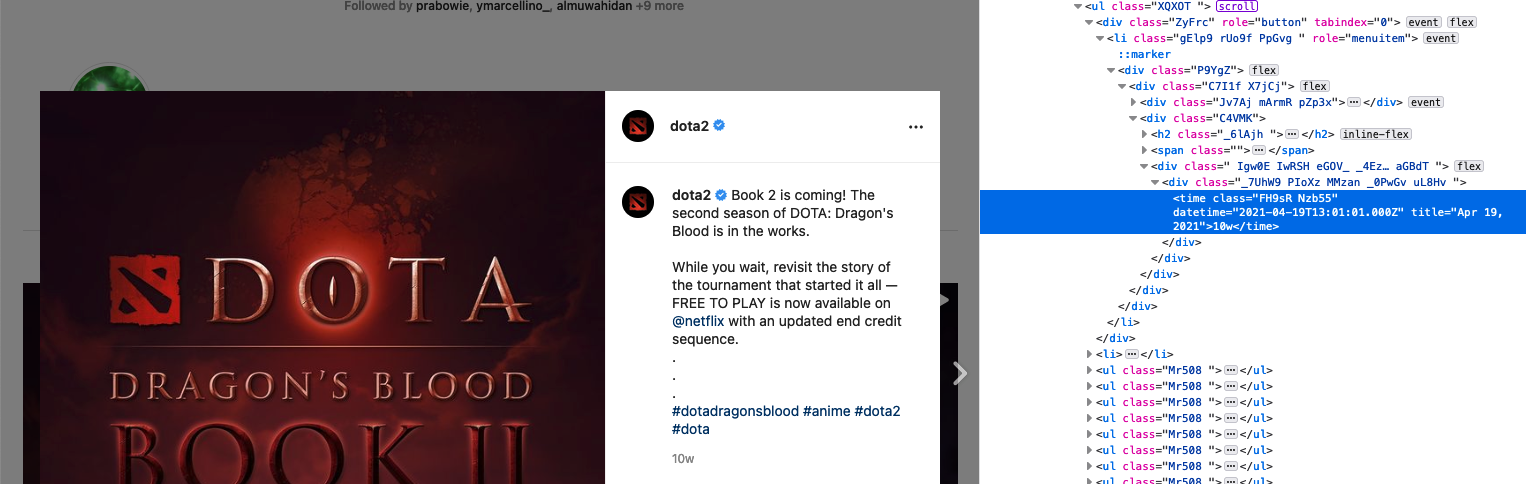 Followed by prabowie, ymarcellino_, almuwahidan +9 more
DOTA
DRAGON'S BLOOD
BOOK II
dota2
...
dota2 Book 2 is coming! The
second season of DOTA: Dragon's
Blood is in the works.
While you wait, revisit the story of
the tournament that started it all —
FREE TO PLAY is now available on
@netflix with an updated end credit
sequence.
.
.
.
#dotadragonsblood #anime #dota2
#dota
10w
<ul class="XQXOT "> scroll
<div class="ZyFrc" role="button" tabindex="0"> event flex
<li class="gElp9 rUo9f PpGvg " role="menuitem"> event
::marker
<div class="P9YgZ"> flex
<div class="C7I1f X7jCj"> flex
<div class="Jv7Aj mArmR pZp3x">…</div> event
<div class="C4VMK">
<h2 class="_6lAjh ">…</h2> inline-flex
<span class="">…</span>
<div class=" Igw0E IwRSH eGOV_ _4Ez… aGBdT "> flex
<div class="_7UhW9 PIoXz MMzan _0PwGv uL8Hv ">
<time class="FH9sR Nzb55"
datetime="2021-04-19T13:01:01.000Z" title="Apr 19,
2021">10w</time>
</div>
</div>
</div>
</div>
</div>
</li>
</div>
<li>…</li>
<ul class="Mr508 ">…</ul>
<ul class="Mr508 ">…</ul>
<ul class="Mr508 ">…</ul>
<ul class="Mr508 ">…</ul>
<ul class="Mr508 ">…</ul>
<ul class="Mr508 ">…</ul>
<ul class="Mr508 ">…</ul>
<ul class="Mr508 ">…</ul>